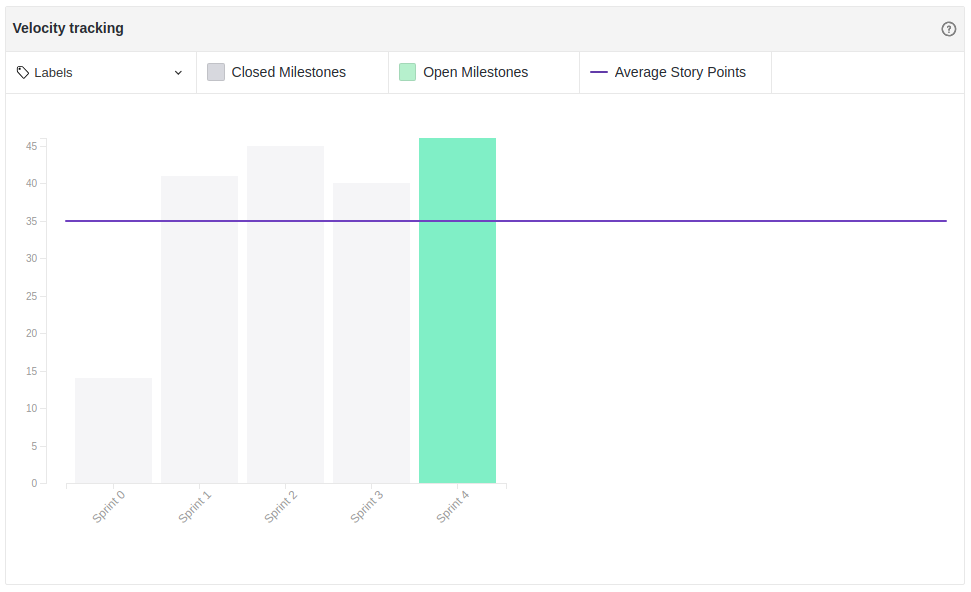 Velocity tracking
Labels
Closed Milestones
Open Milestones
Average Story Points
45
40
35
30
25
20
15
10
5
0
Sprint 0
Sprint 1
Sprint 2
Sprint 3
Sprint 4